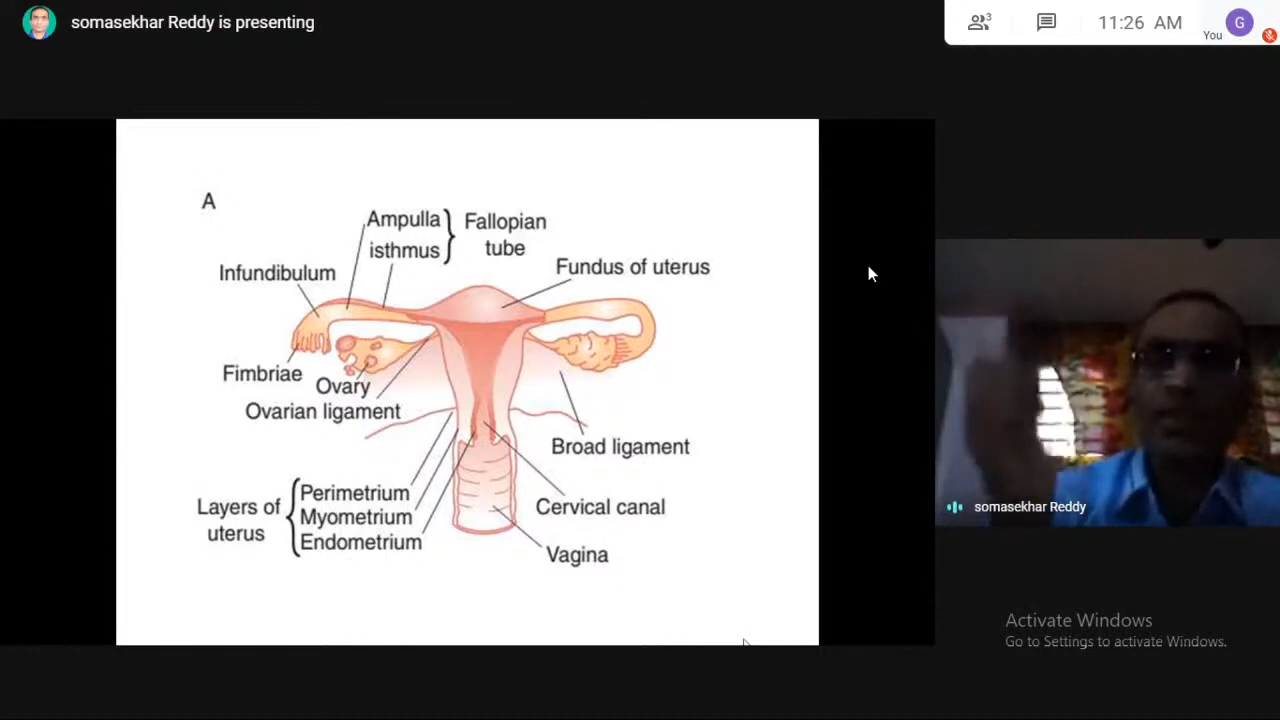 somasekhar Reddy is presenting
3
11:26 AM
You
G
A
Ampulla
isthmus
Fallopian
tube
Infundibulum
Fundus of uterus
Fimbriae
Ovary
Ovarian ligament
Broad ligament
Layers of
uterus
Perimetrium
Myometrium
Endometrium
Cervical canal
Vagina
somasekhar Reddy
Activate Windows
Go to Settings to activate Windows.